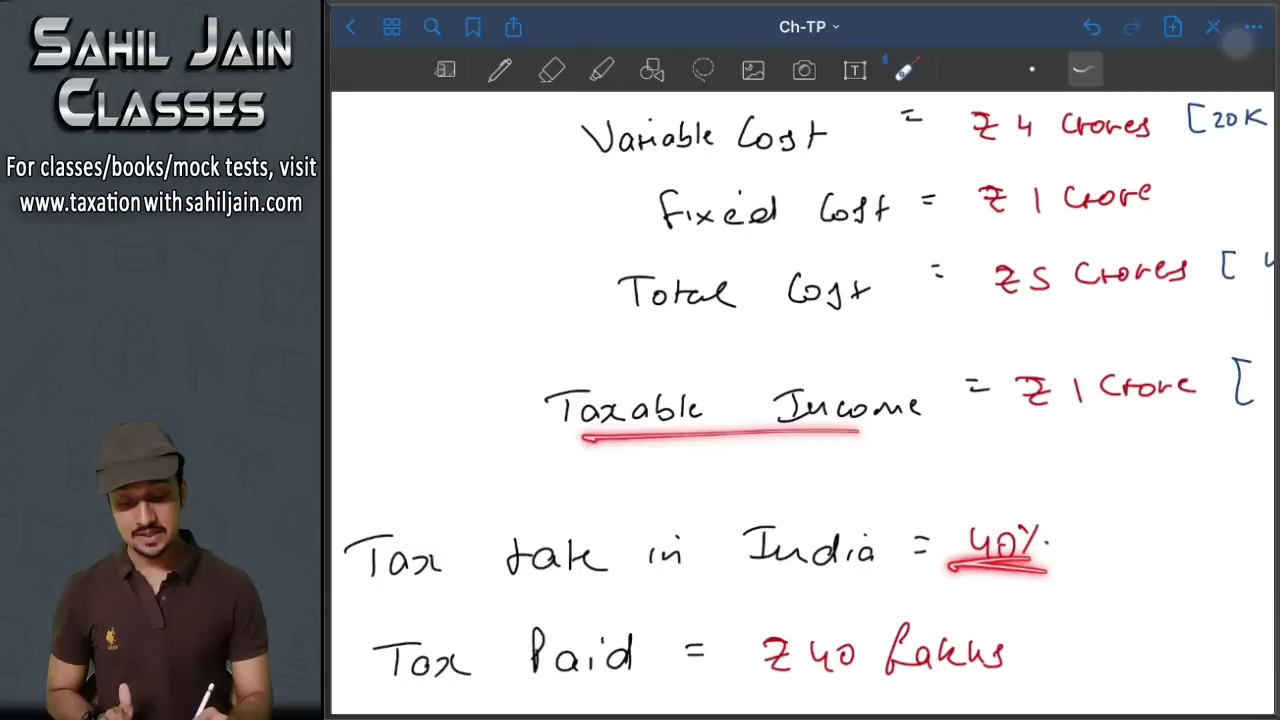 SAHIL JAIN
CLASSES
For classes/books/mock tests, visit
www.taxationwithsahiljain.com
Ch-TP
T
Variable Cost = ₹ 4 Crores [20K
Fixed Cost = ₹ 1 Crore
Total Cost = ₹ 5 Crores [
Taxable Income = ₹ 1 Crore [
Tax rate in India = 40%.
Tax Paid = ₹ 40 Lakhs